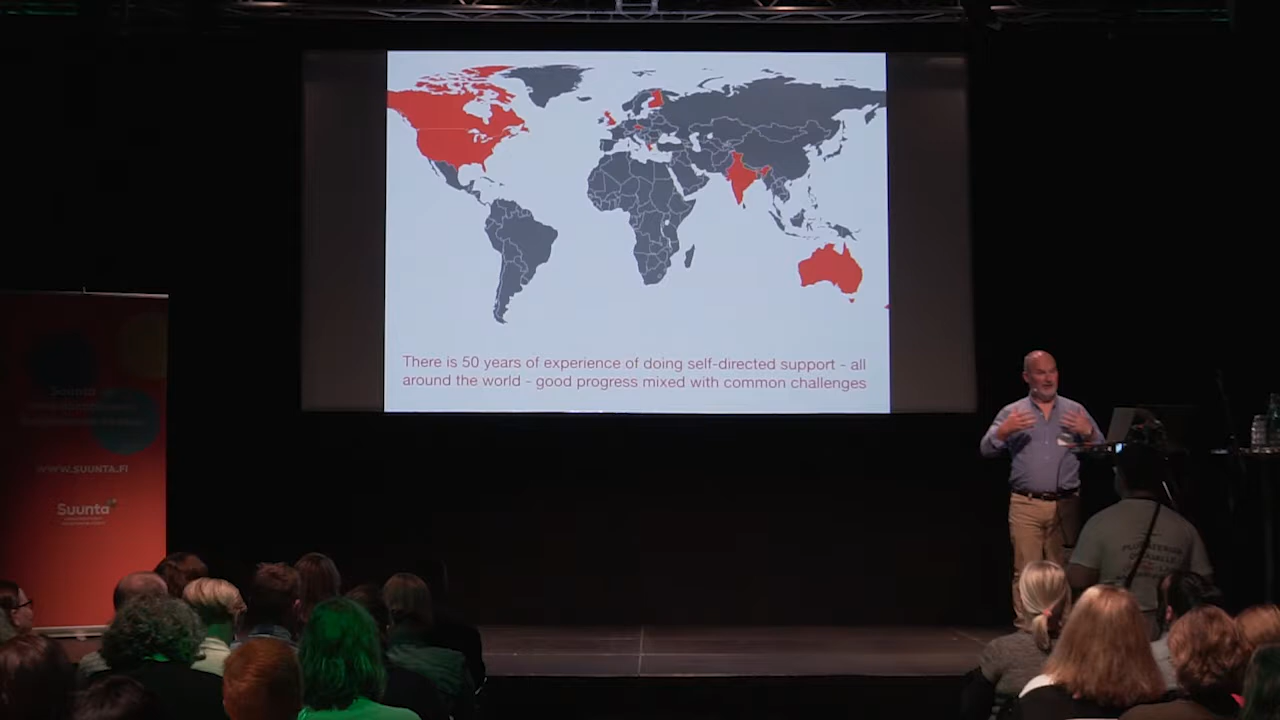 There is 50 years of experience of doing self-directed support - all
around the world - good progress mixed with common challenges
Suunta
WWW.SUUNTA.FI
Suunta